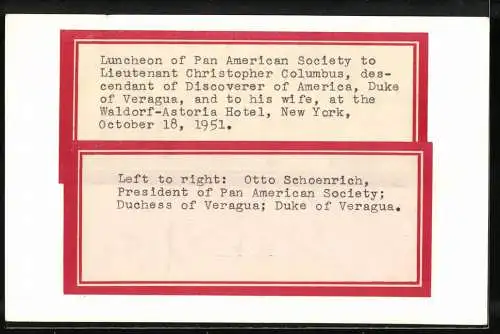 Luncheon of Pan American Society to
Lieutenant Christopher Columbus, des-
cendant of Discoverer of America, Duke
of Veragua, and to his wife, at the
Waldorf-Astoria Hotel, New York,
October 18, 1951.
Left to right: Otto Schoenrich,
President of Pan American Society;
Duchess of Veragua; Duke of Veragua.